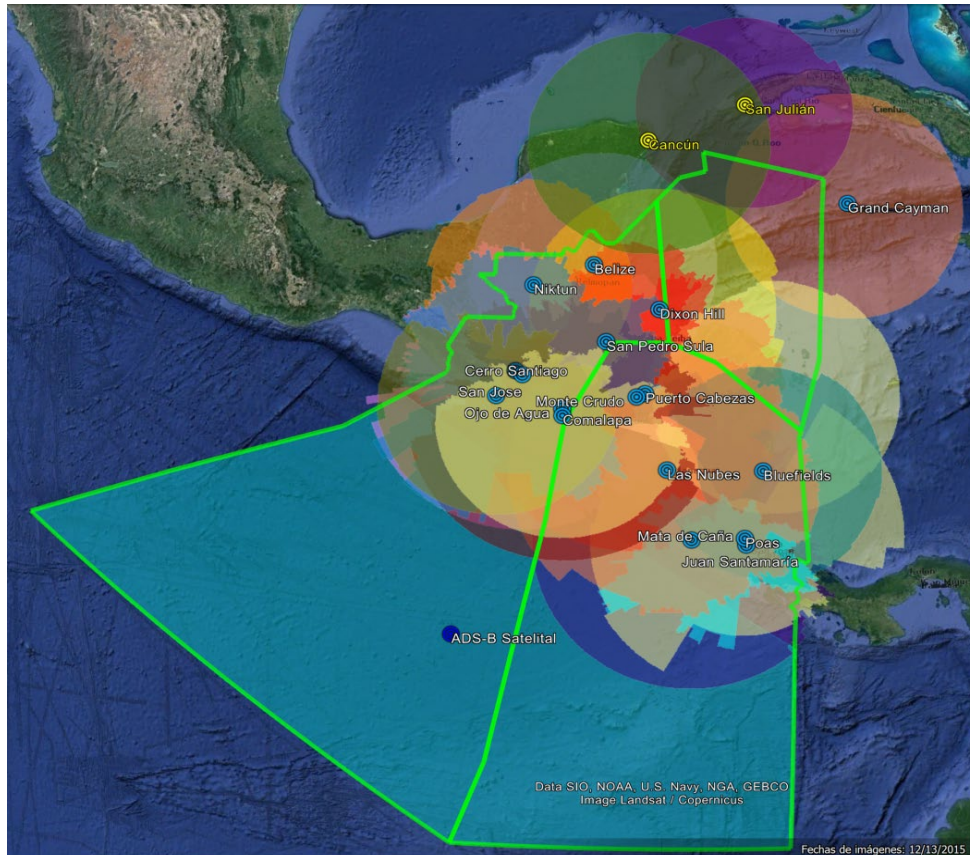 San Julián
Cancún
Grand Cayman
Belize
Niktun
Dixon Hill
San Pedro Sula
Cerro Santiago
San Jose
Monte Crudo
Puerto Cabezas
Ojo de Agua
Comalapa
Las Nubes
Bluefields
Mata de Caña
Poas
Juan Santamaría
ADS-B Satelital
Data SIO, NOAA, U.S. Navy, NGA, GEBCO
Image Landsat / Copernicus
Fechas de imágenes: 12/13/2015